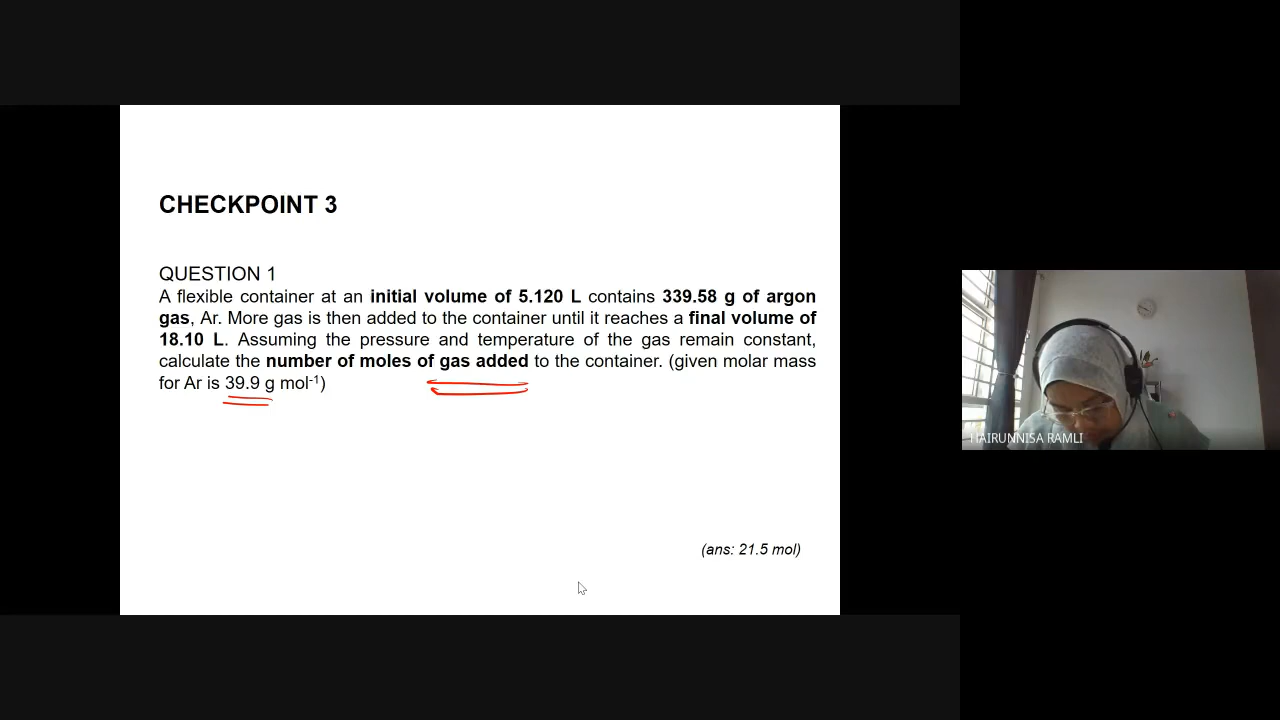 CHECKPOINT 3
QUESTION 1
A flexible container at an initial volume of 5.120 L contains 339.58 g of argon
gas, Ar. More gas is then added to the container until it reaches a final volume of
18.10 L. Assuming the pressure and temperature of the gas remain constant,
calculate the number of moles of gas added to the container. (given molar mass
for Ar is 39.9 g mol⁻¹)
(ans: 21.5 mol)
HAIRUNNISA RAMLI